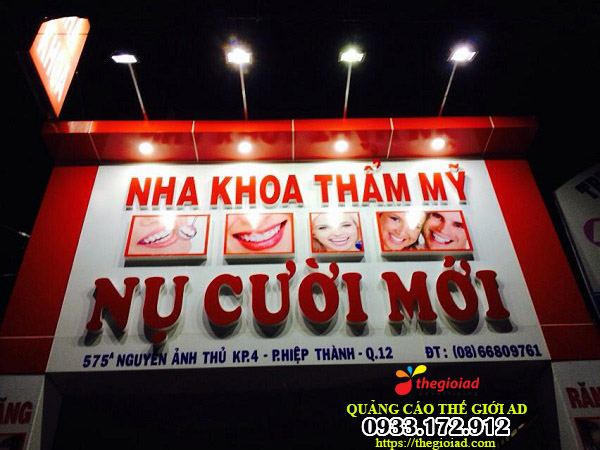 NHA KHOA THẨM MỸ
NỤ CƯỜI MỚI
575A NGUYỄN ẢNH THỦ KP.4 - P.HIỆP THÀNH - Q.12 ĐT: (08) 66809761
thegioiad
QUẢNG CÁO THẾ GIỚI AD
0933.172.912
https://thegioiad.com
RĂN